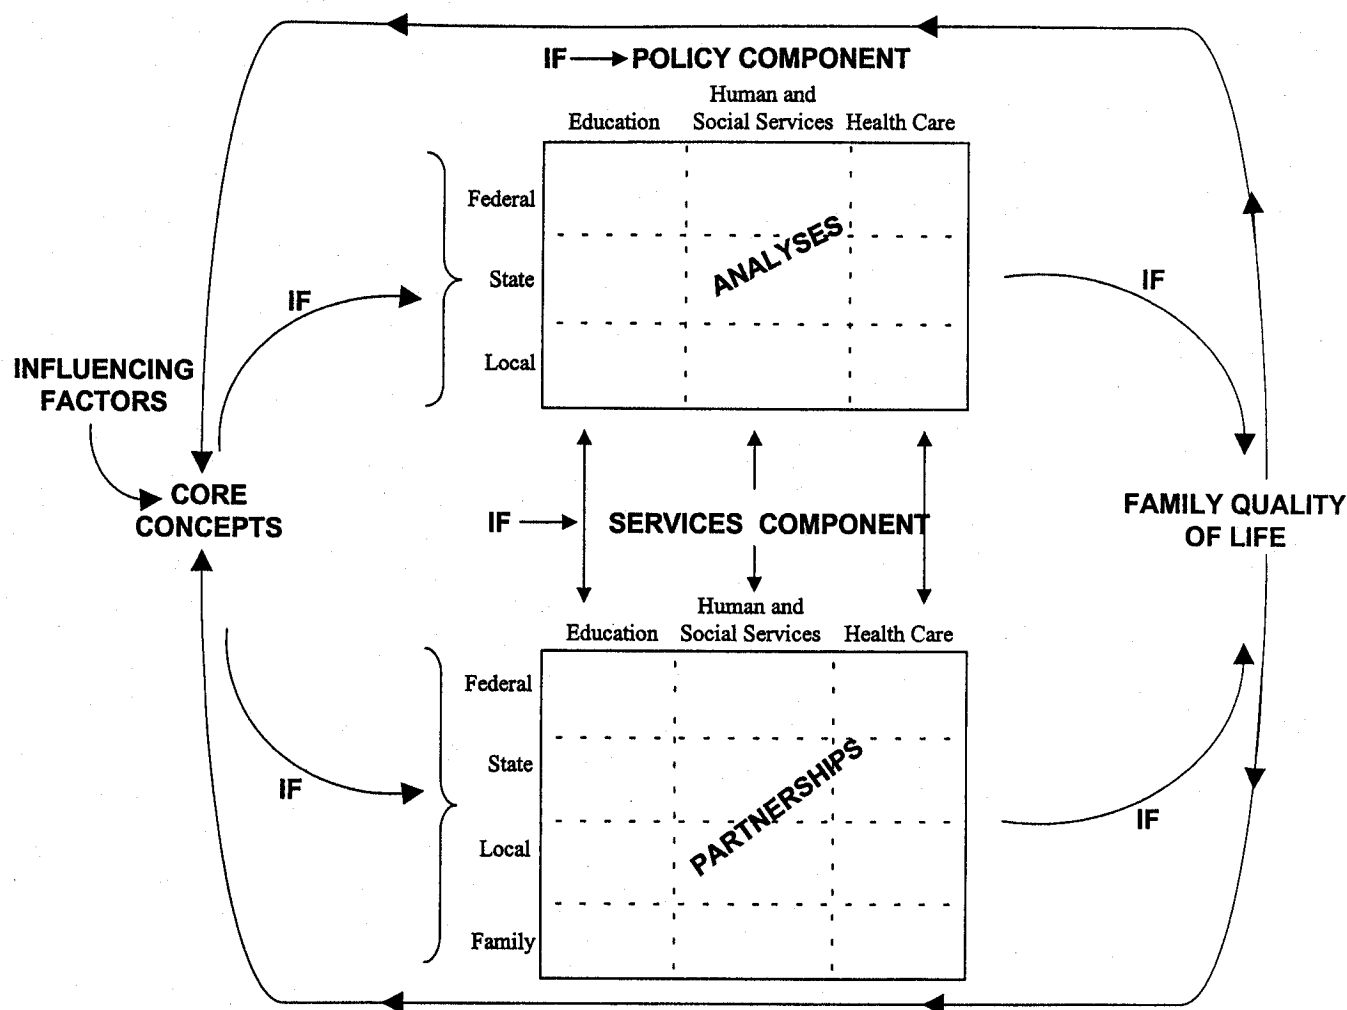 IF POLICY COMPONENT
Human and
Education Social Services Health Care
Federal
ANALYSES
State
IF
IF
Local
INFLUENCING
FACTORS
CORE
CONCEPTS
FAMILY QUALITY
OF LIFE
IF SERVICES COMPONENT
Human and
Education Social Services Health Care
Federal
State
PARTNERSHIPS
IF
IF
Local
Family